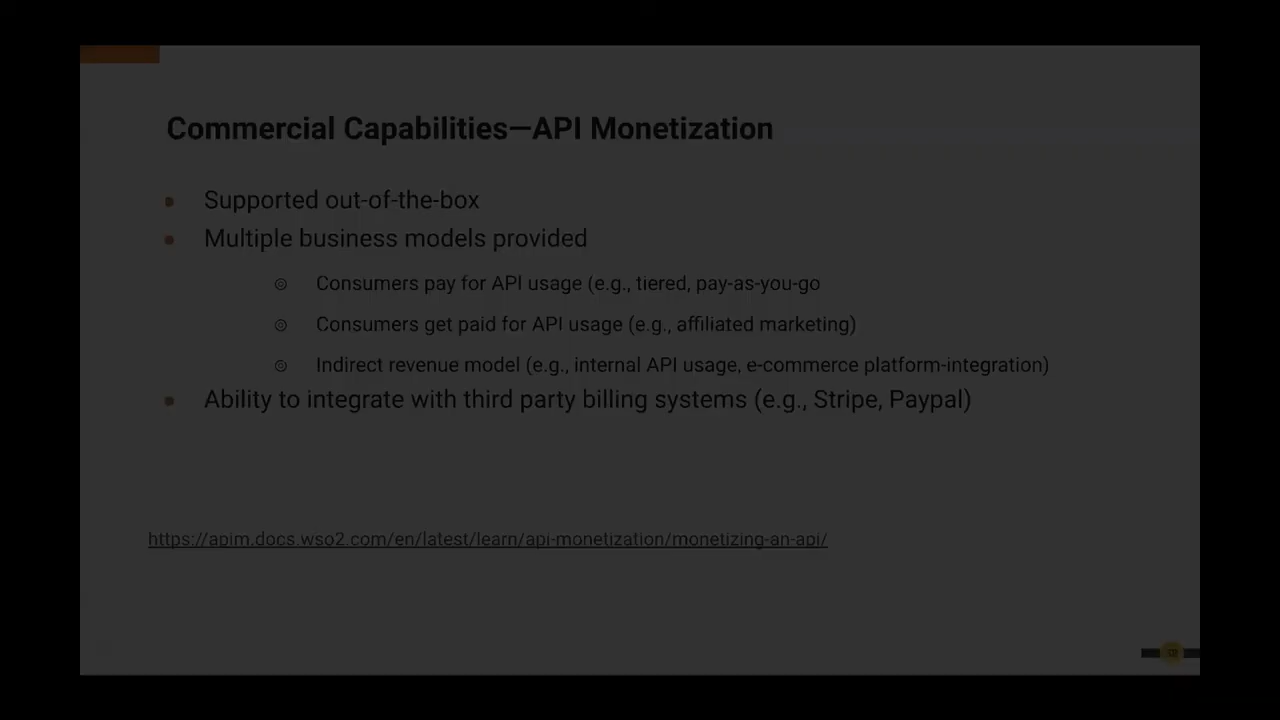 Commercial Capabilities—API Monetization
Supported out-of-the-box
Multiple business models provided
Consumers pay for API usage (e.g., tiered, pay-as-you-go
Consumers get paid for API usage (e.g., affiliated marketing)
Indirect revenue model (e.g., internal API usage, e-commerce platform-integration)
Ability to integrate with third party billing systems (e.g., Stripe, Paypal)
https://apim.docs.wso2.com/en/latest/learn/api-monetization/monetizing-an-api/